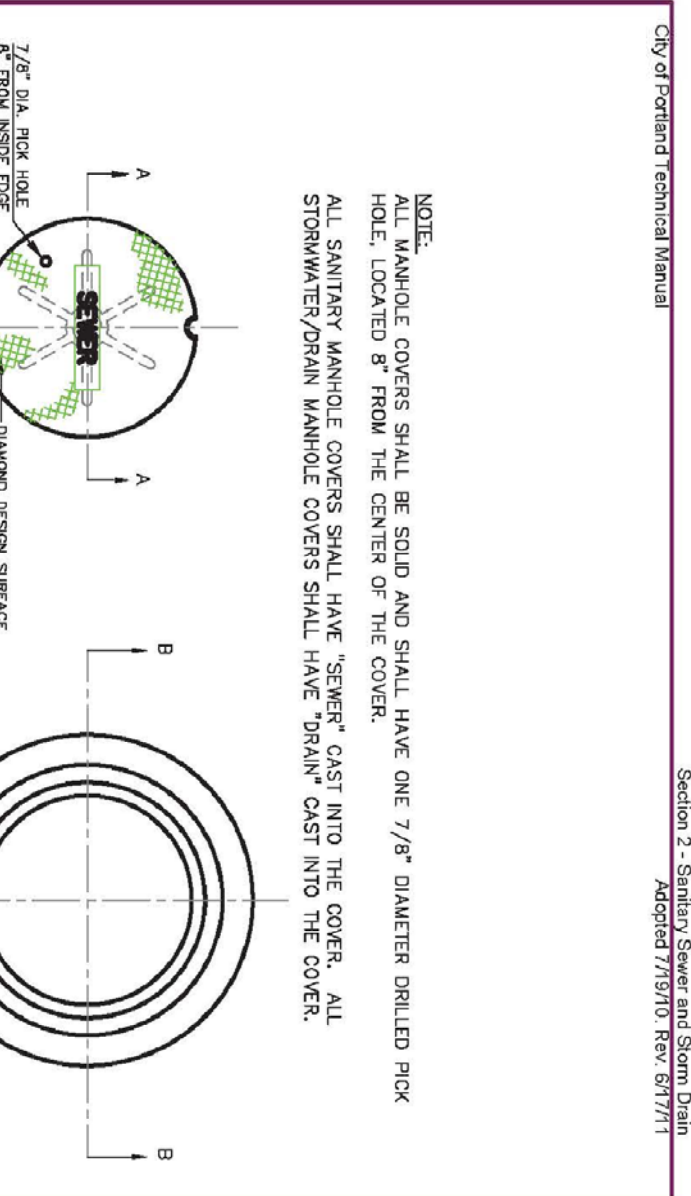 City of Portland Technical Manual
Section 2 - Sanitary Sewer and Storm Drain
Adopted 7/19/10. Rev. 6/17/11
NOTE:
ALL MANHOLE COVERS SHALL BE SOLID AND SHALL HAVE ONE 7/8" DIAMETER DRILLED PICK
HOLE, LOCATED 8" FROM THE CENTER OF THE COVER.
ALL SANITARY MANHOLE COVERS SHALL HAVE "SEWER" CAST INTO THE COVER. ALL
STORMWATER/DRAIN MANHOLE COVERS SHALL HAVE "DRAIN" CAST INTO THE COVER.
A
A
B
B
SEWER
7/8" DIA. PICK HOLE
8" FROM INSIDE EDGE
DIAMOND DESIGN SURFACE